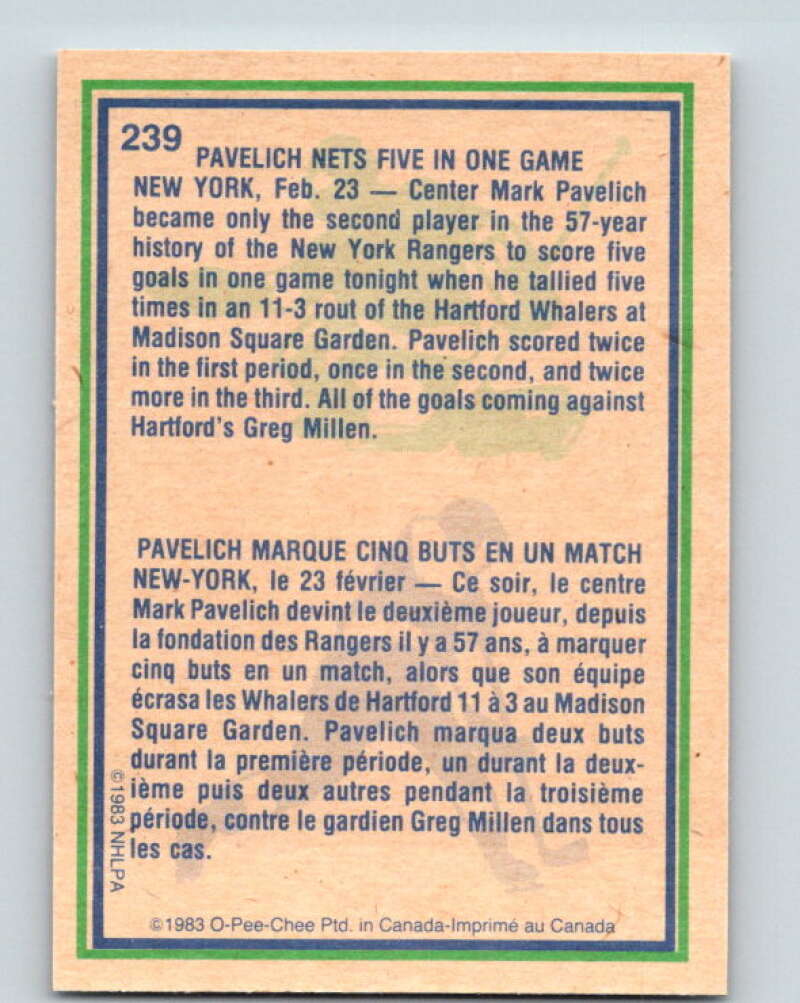 239
PAVELICH NETS FIVE IN ONE GAME
NEW YORK, Feb. 23 — Center Mark Pavelich
became only the second player in the 57-year
history of the New York Rangers to score five
goals in one game tonight when he tallied five
times in an 11-3 rout of the Hartford Whalers at
Madison Square Garden. Pavelich scored twice
in the first period, once in the second, and twice
more in the third. All of the goals coming against
Hartford's Greg Millen.
PAVELICH MARQUE CINQ BUTS EN UN MATCH
NEW-YORK, le 23 février — Ce soir, le centre
Mark Pavelich devint le deuxième joueur, depuis
la fondation des Rangers il y a 57 ans, à marquer
cinq buts en un match, alors que son équipe
écrasa les Whalers de Hartford 11 à 3 au Madison
Square Garden. Pavelich marqua deux buts
durant la première période, un durant la deux-
ième puis deux autres pendant la troisième
période, contre le gardien Greg Millen dans tous
les cas.
©1983 NHLPA
©1983 O-Pee-Chee Ptd. in Canada-Imprimé au Canada